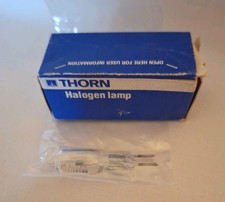 OPEN HERE FOR USER INFORMATION
THORN
Halogen lamp